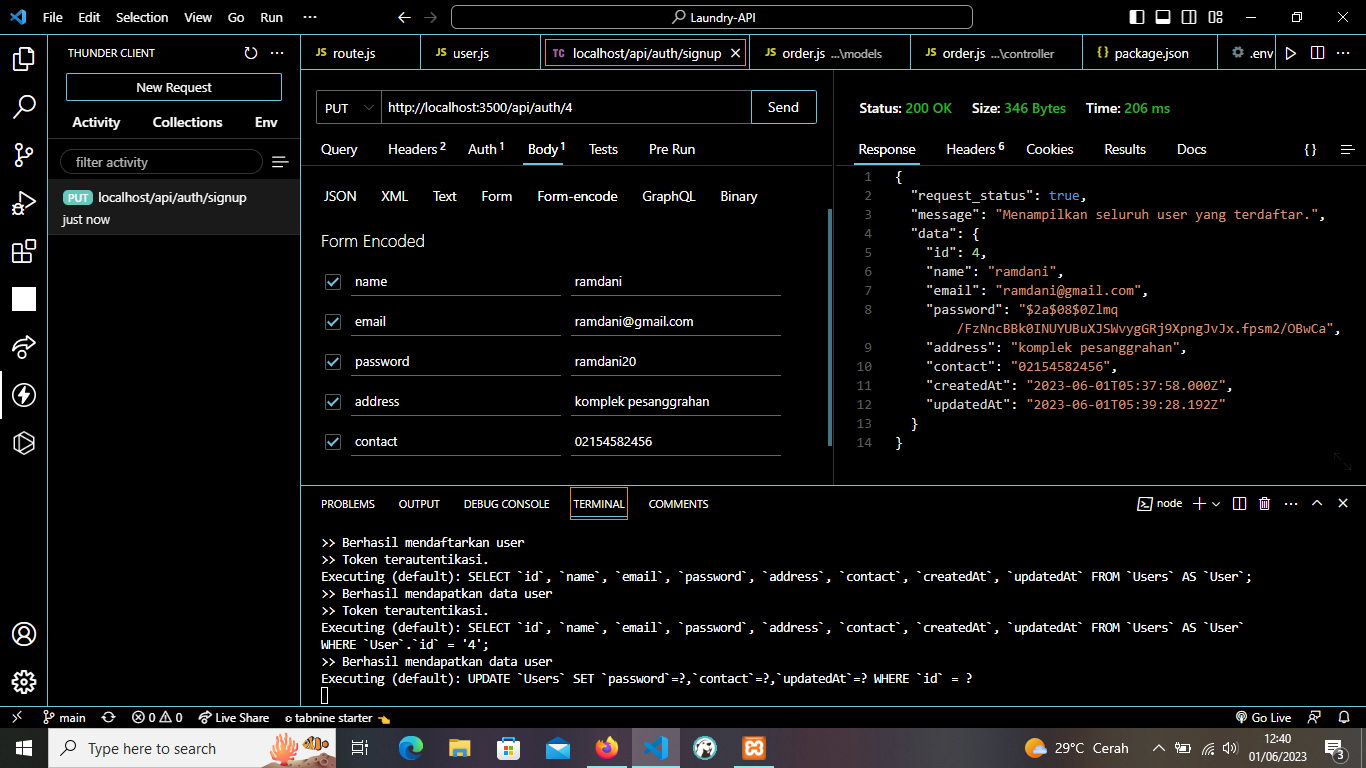 File Edit Selection View Go Run ···
Laundry-API
THUNDER CLIENT
New Request
Activity Collections Env
filter activity
PUT localhost/api/auth/signup
just now
JS route.js
JS user.js
TC localhost/api/auth/signup
JS order.js ...\models
JS order.js ...\controller
{} package.json
.env
PUT http://localhost:3500/api/auth/4 Send
Query Headers 2 Auth 1 Body 1 Tests Pre Run
JSON XML Text Form Form-encode GraphQL Binary
Form Encoded
name ramdani
email ramdani@gmail.com
password ramdani20
address komplek pesanggrahan
contact 02154582456
Status: 200 OK Size: 346 Bytes Time: 206 ms
Response Headers 6 Cookies Results Docs {}
1 {
2 "request_status": true,
3 "message": "Menampilkan seluruh user yang terdaftar.",
4 "data": {
5 "id": 4,
6 "name": "ramdani",
7 "email": "ramdani@gmail.com",
8 "password": "$2a$08$0Zlmq
/FzNncBBk0INUYUBuXJSWvygGRj9XpngJvJx.fpsm2/OBwCa",
9 "address": "komplek pesanggrahan",
10 "contact": "02154582456",
11 "createdAt": "2023-06-01T05:37:58.000Z",
12 "updatedAt": "2023-06-01T05:39:28.192Z"
13 }
14 }
PROBLEMS OUTPUT DEBUG CONSOLE TERMINAL COMMENTS
node
>> Berhasil mendaftarkan user
>> Token terautentikasi.
Executing (default): SELECT `id`, `name`, `email`, `password`, `address`, `contact`, `createdAt`, `updatedAt` FROM `Users` AS `User`;
>> Berhasil mendapatkan data user
>> Token terautentikasi.
Executing (default): SELECT `id`, `name`, `email`, `password`, `address`, `contact`, `createdAt`, `updatedAt` FROM `Users` AS `User`
WHERE `User`.`id` = '4';
>> Berhasil mendapatkan data user
Executing (default): UPDATE `Users` SET `password`=?,`contact`=?,`updatedAt`=? WHERE `id` = ?
main 0 0 Live Share tabnine starter Go Live
Type here to search
29°C Cerah
12:40
01/06/2023
3